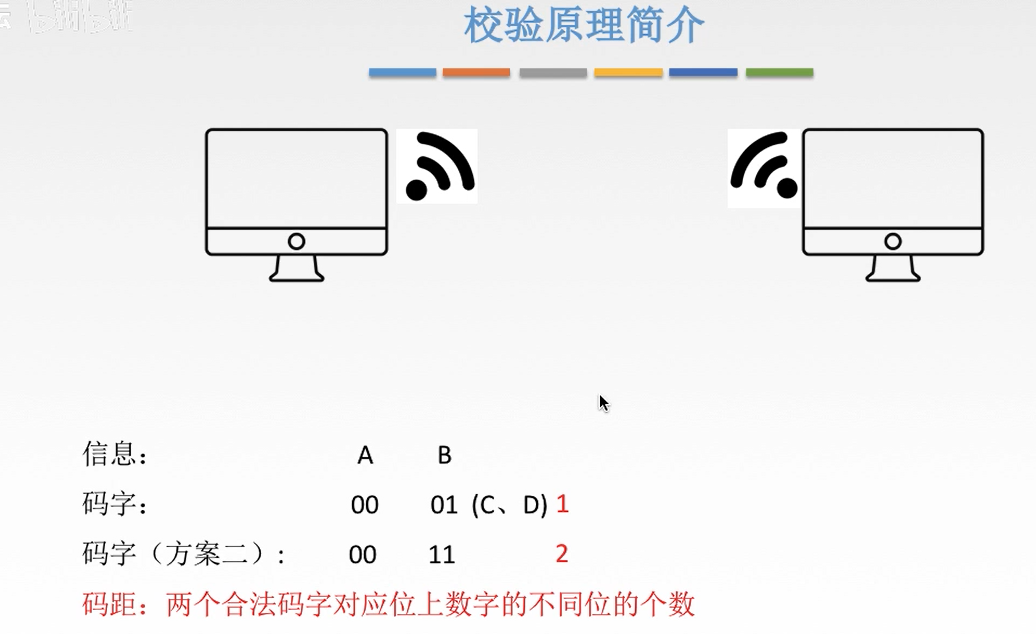 bilibili
校验原理简介
信息： A B
码字： 00 01 (C、D) 1
码字（方案二）： 00 11 2
码距：两个合法码字对应位上数字的不同位的个数